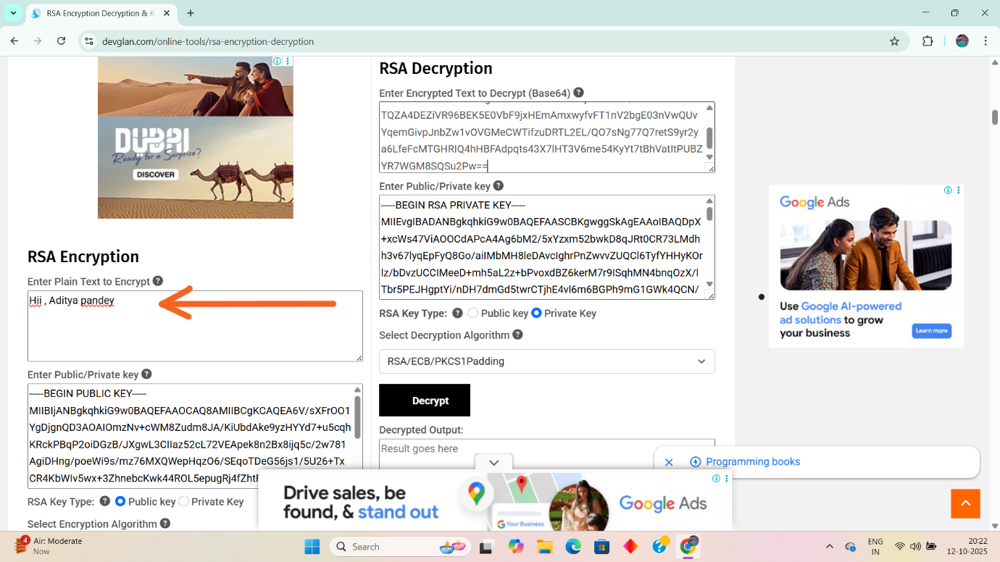 RSA Encryption Decryption & K
devglan.com/online-tools/rsa-encryption-decryption
DUBAI
Ready for a Surprise?
DISCOVER
RSA Encryption
Enter Plain Text to Encrypt
Hii , Aditya pandey
Enter Public/Private key
-----BEGIN PUBLIC KEY-----
MIIBIjANBgkqhkiG9w0BAQEFAAOCAQ8AMIIBCgKCAQEA6V/sXFrOO1
YgDjgnQD3AOAIOmzNv+cWM8Zudm8JA/KiUbdAke9yzHYYd7+u5cqh
KRckPBqP2oiDGzB/JXgwL3CIIaz52cL72VEApek8n2Bx8ijq5c/2w781
AgiDHng/poeWi9s/mz76MXQWepHqzO6/SEqoTDeG56js1/5U26+Tx
CR4KbWlv5wx+3ZhnebcKwk44ROL5epugRj4fZhtF
RSA Key Type: Public key Private Key
Select Encryption Algorithm
RSA Decryption
Enter Encrypted Text to Decrypt (Base64)
TQZA4DEZiVR96BEK5E0VbF9jxHEmAmxwyfvFT1nV2bgE03nVwQUv
YqemGivpJnbZw1vOVGMeCWTifzuDRTL2EL/QO7sNg77Q7retS9yr2y
a6LfeFcMTGHRIQ4hHBFAdpqts43X7lHT3V6me54KyYt7tBhVatItPUBZ
YR7WGM8SQSu2Pw==
Enter Public/Private key
-----BEGIN RSA PRIVATE KEY-----
MIIEvgIBADANBgkqhkiG9w0BAQEFAASCBKgwggSkAgEAAoIBAQDpX
+xcWs47ViAOOCdAPcA4Ag6bM2/5xYzxm52bwkD8qJRt0CR73LMdh
h3v67lyqEpFyQ8Go/aiIMbMH8leDAvcIghrPnZwvvZUQCl6TyfYHHyKOr
lz/bDvzUCCIMeeD+mh5aL2z+bPvoxdBZ6kerM7r9ISqhMN4bnqOzX/l
Tbr5PEJHgptYi/nDH7dmGd5twrCTjhE4vI6m6BGPh9mG1GWk4QCN/
RSA Key Type: Public key Private Key
Select Decryption Algorithm
RSA/ECB/PKCS1Padding
Decrypt
Decrypted Output:
Result goes here
Google Ads
Use Google AI-powered
ad solutions to grow
your business
Learn more
Programming books
Drive sales, be
found, & stand out
Your Business
Google Ads
4
Air: Moderate
Now
Search
ENG
IN
20:22
12-10-2025